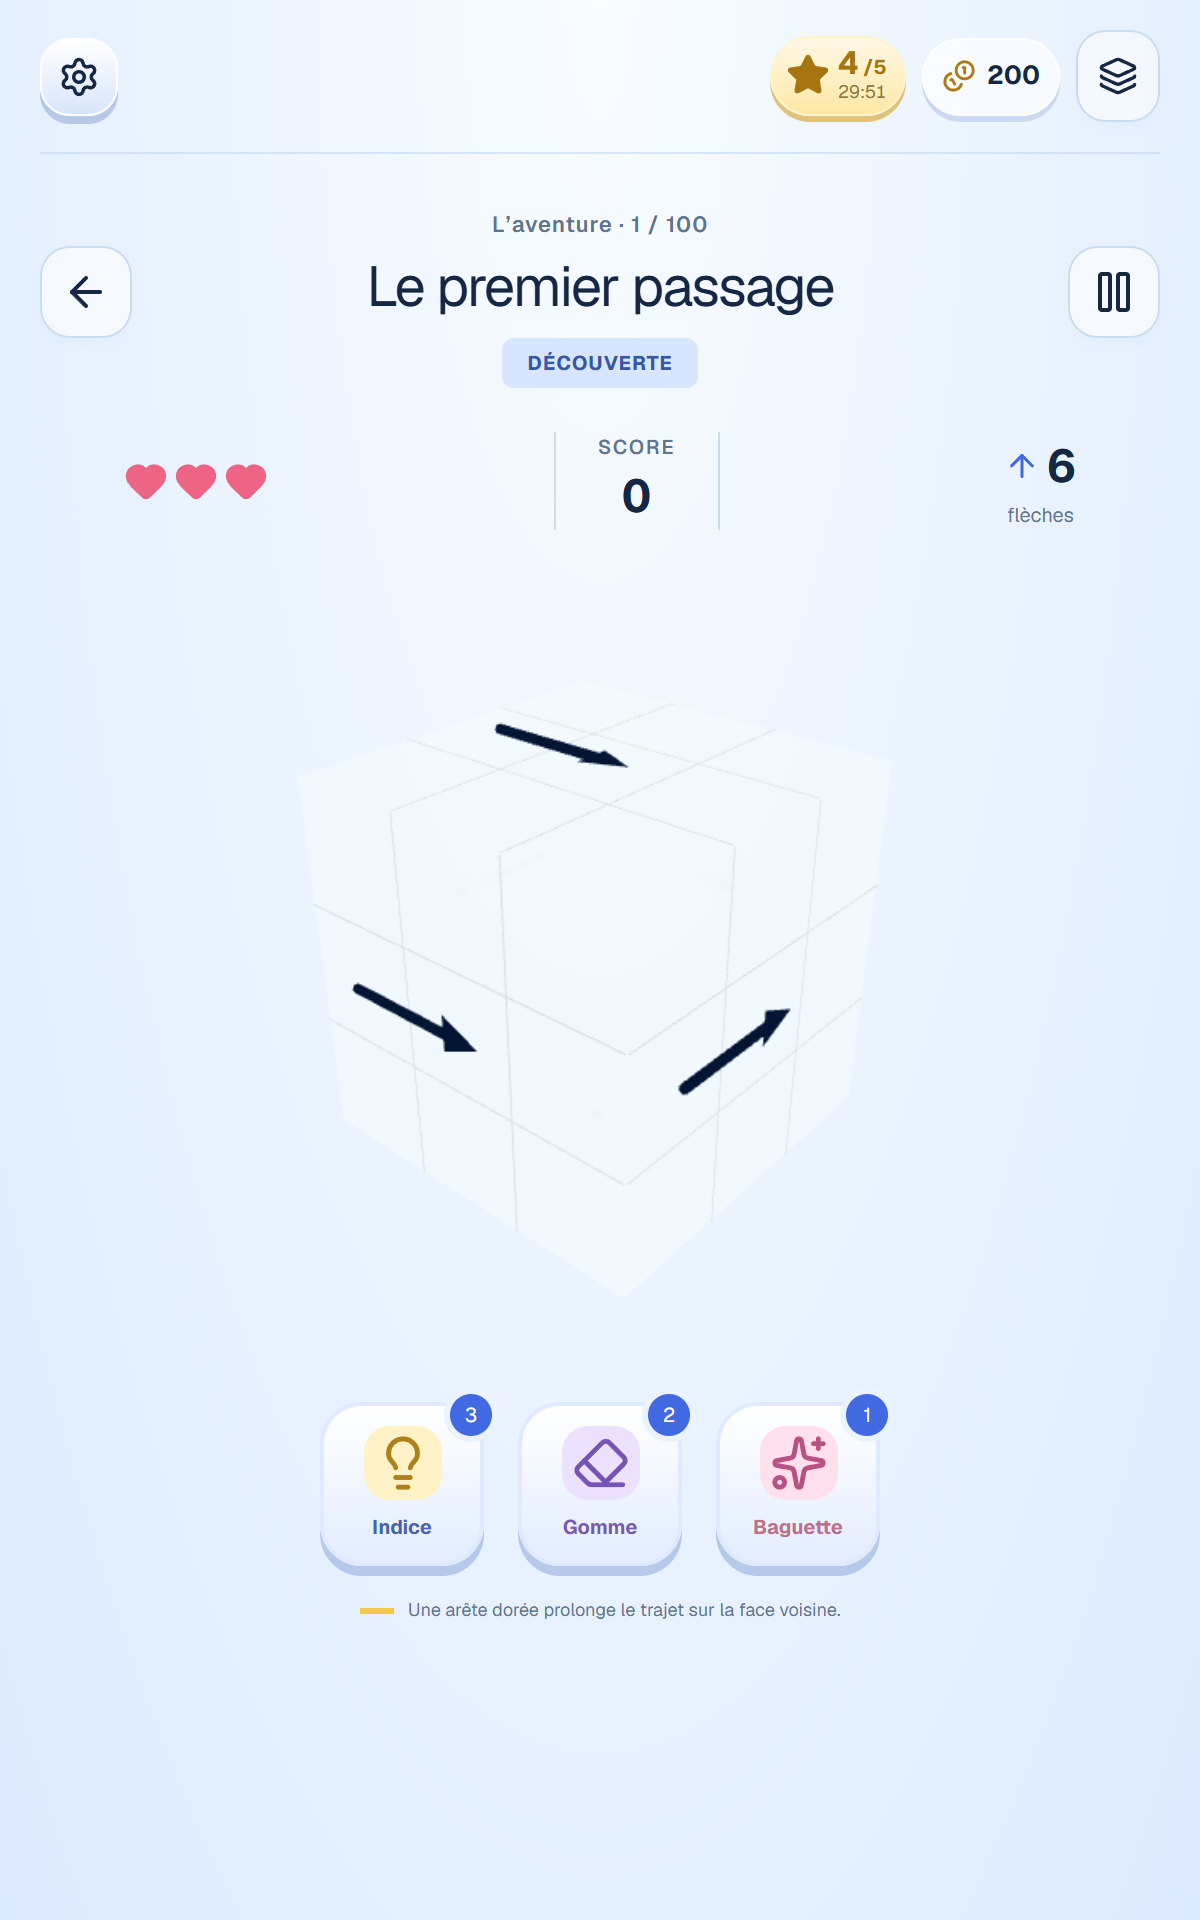 4 /5
29:51
200
L’aventure · 1 / 100
Le premier passage
DÉCOUVERTE
SCORE
0
6
flèches
3
2
1
Indice
Gomme
Baguette
Une arête dorée prolonge le trajet sur la face voisine.